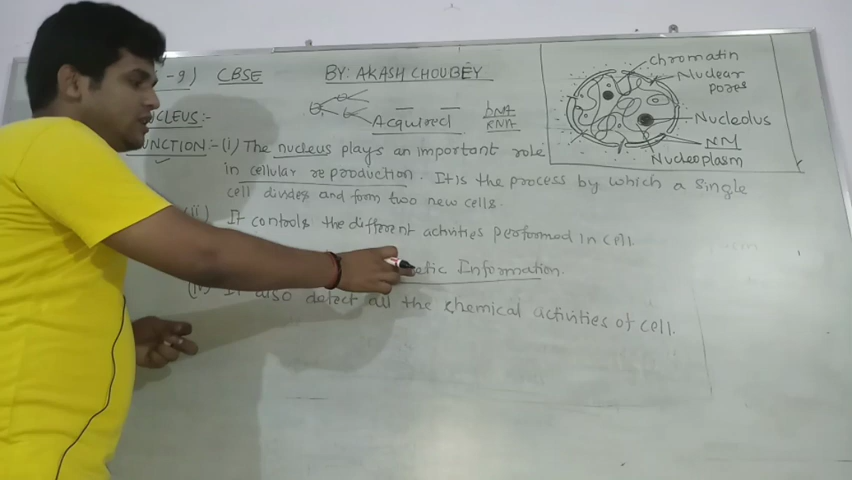 -9) CBSE BY: AKASH CHOUBEY
Acquired
DNA
RNA
chromatin
Nuclear
pores
Nucleolus
NM
Nucleoplasm
UCLEUS:-
UNCTION:- (i) The nucleus plays an important role
in cellular reproduction. It is the process by which a single
cell divides and form two new cells.
(ii) It controls the different activities performed in cell.
etic Information.
(iv) It also detect all the chemical activities of cell.